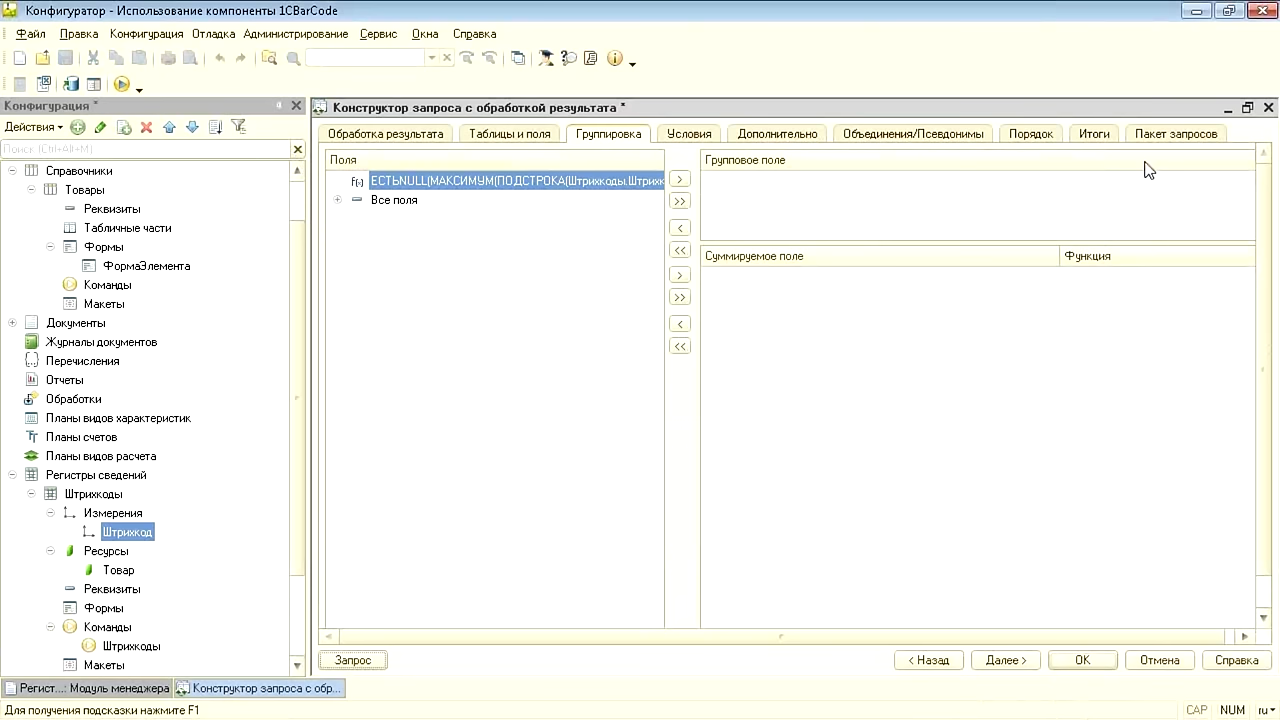 Конфигуратор - Использование компоненты 1CBarCode
Файл Правка Конфигурация Отладка Администрирование Сервис Окна Справка
Конфигурация *
Действия
Поиск (Ctrl+Alt+M)
Справочники
Товары
Реквизиты
Табличные части
Формы
ФормаЭлемента
Команды
Макеты
Документы
Журналы документов
Перечисления
Отчеты
Обработки
Планы видов характеристик
Планы счетов
Планы видов расчета
Регистры сведений
Штрихкоды
Измерения
Штрихкод
Ресурсы
Товар
Реквизиты
Формы
Команды
Штрихкоды
Макеты
Конструктор запроса с обработкой результата *
Обработка результата Таблицы и поля Группировка Условия Дополнительно Объединения/Псевдонимы Порядок Итоги Пакет запросов
Поля
ЕСТЬNULL(МАКСИМУМ(ПОДСТРОКА(Штрихкоды.Штрихк
Все поля
Групповое поле
Суммируемое поле Функция
Запрос < Назад Далее > ОК Отмена Справка
Регист...: Модуль менеджера Конструктор запроса с обр...
Для получения подсказки нажмите F1 CAP NUM ru